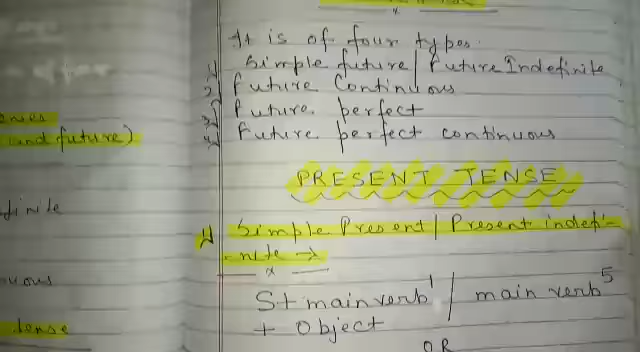 enses
and future)
finite
uous
tense
It is of four types.
1) Simple future / Future Indefinite
2) Future Continuous
3) Future perfect
4) Future perfect continuous
PRESENT TENSE
1) Simple Present / Present indefi-
-nite →
x
S + main verb¹ / main verb⁵
+ Object
OR